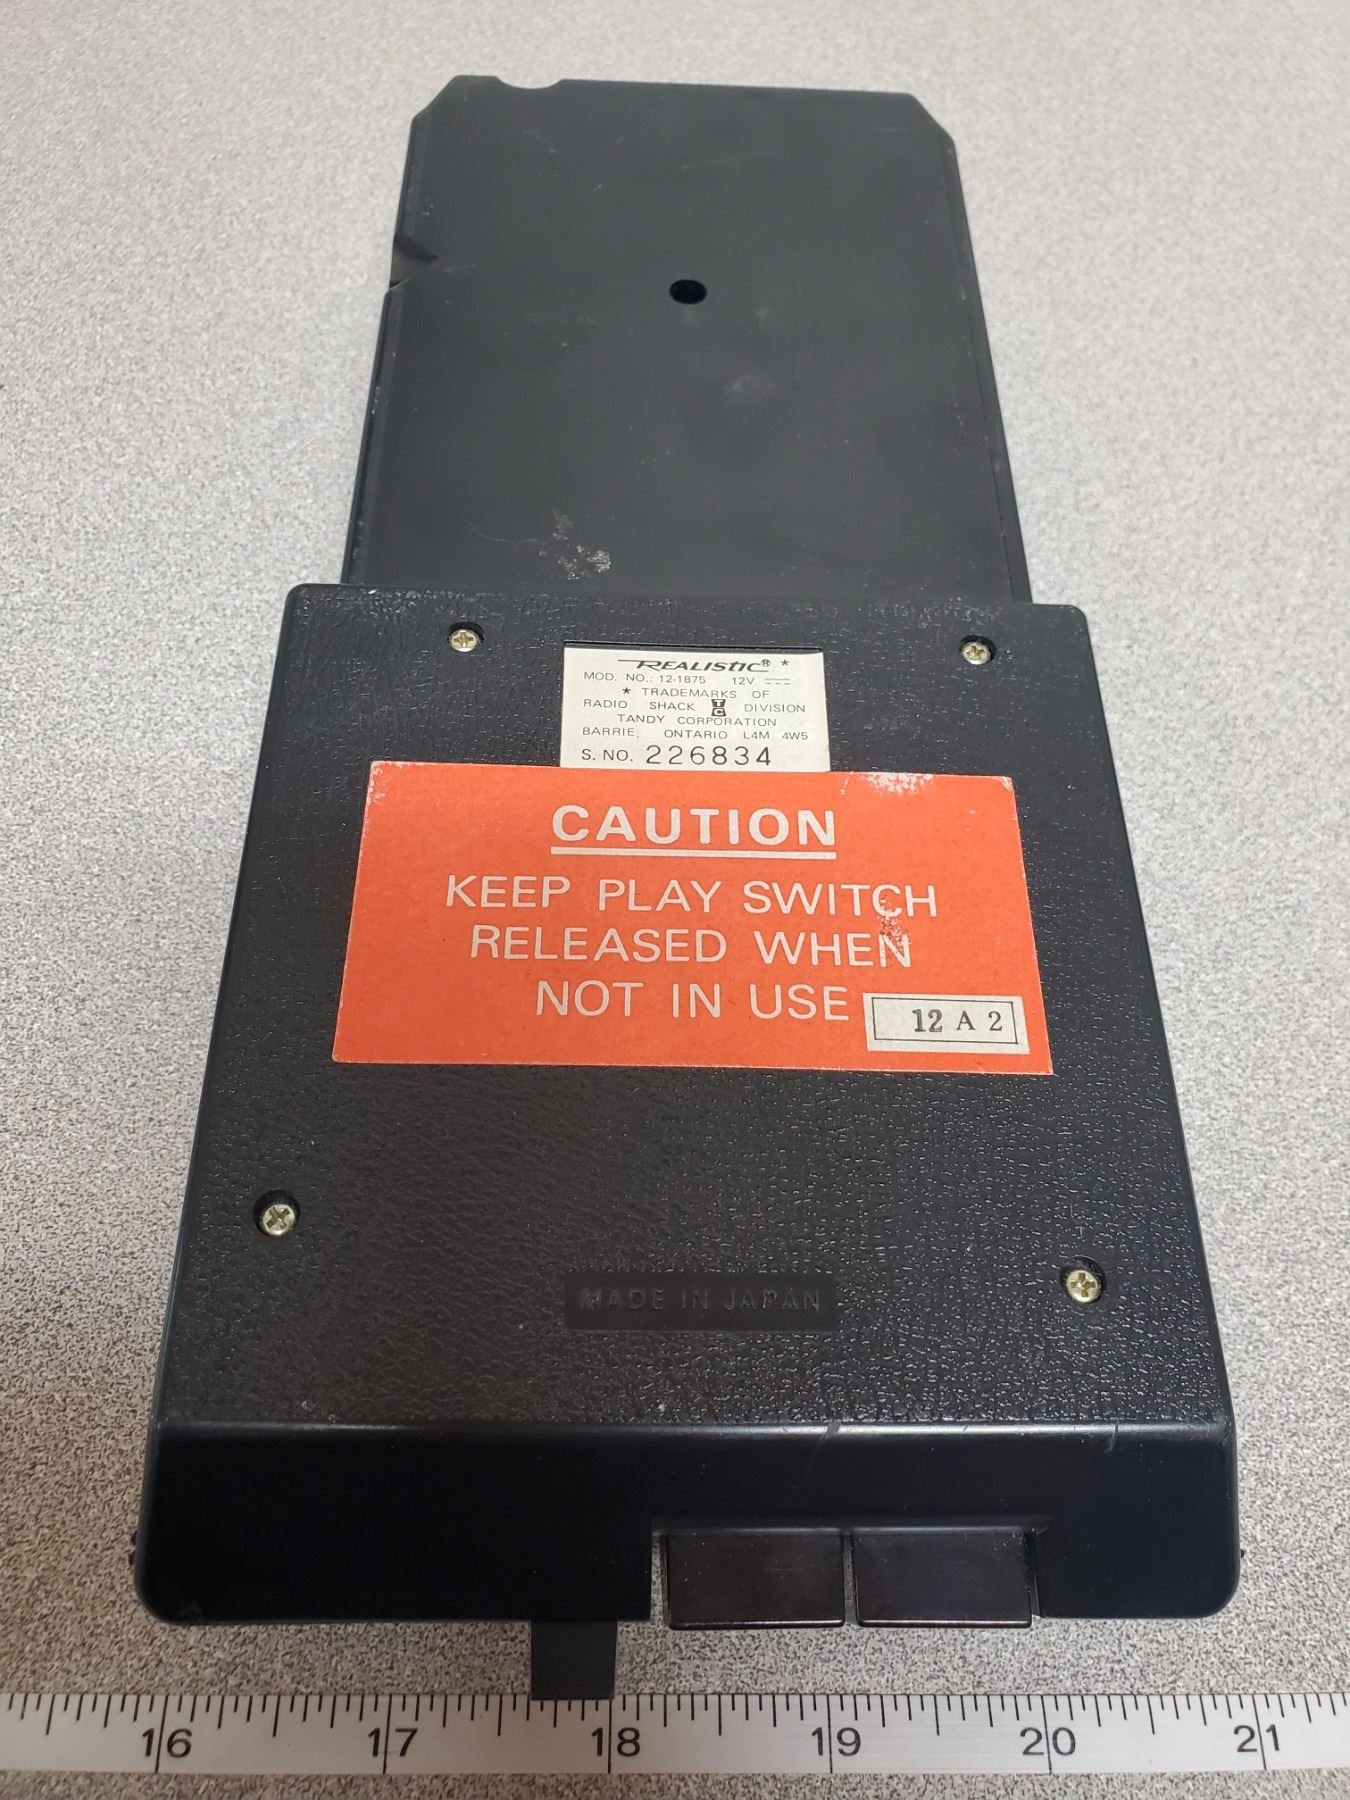 REALISTIC® *
MOD. NO.: 12-1875 12V
* TRADEMARKS OF
RADIO SHACK TC DIVISION
TANDY CORPORATION
BARRIE, ONTARIO L4M 4W5
S. NO. 226834
CAUTION
KEEP PLAY SWITCH
RELEASED WHEN
NOT IN USE
12 A 2
MADE IN JAPAN
16 17 18 19 20 21